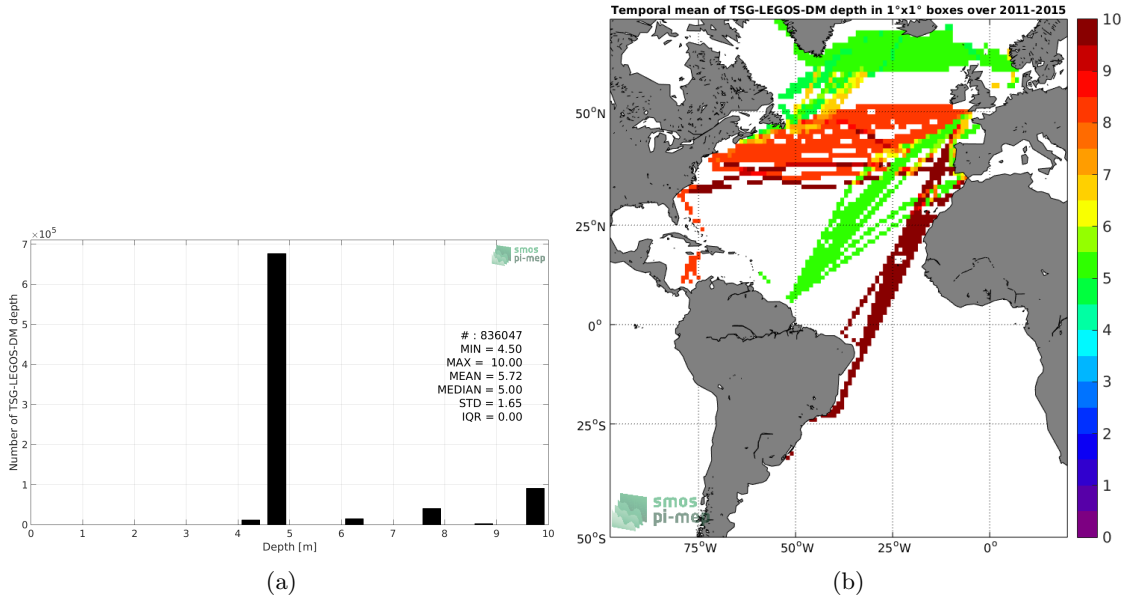 ×10⁵
7
6
5
4
3
2
1
0
Number of TSG-LEGOS-DM depth
smos
pi-mep
# : 836047
MIN = 4.50
MAX = 10.00
MEAN = 5.72
MEDIAN = 5.00
STD = 1.65
IQR = 0.00
0 1 2 3 4 5 6 7 8 9 10
Depth [m]
(a)
Temporal mean of TSG-LEGOS-DM depth in 1°x1° boxes over 2011-2015
50°N
25°N
0°
25°S
50°S
75°W 50°W 25°W 0°
smos
pi-mep
10
9
8
7
6
5
4
3
2
1
0
(b)